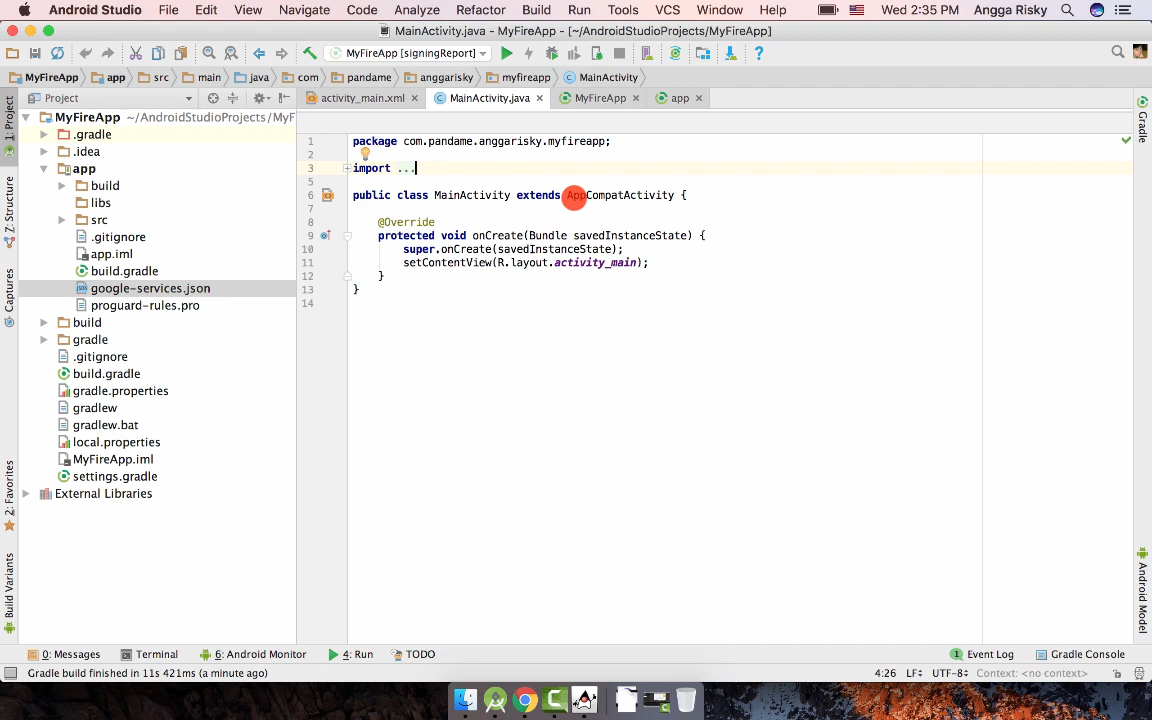 Android Studio File Edit View Navigate Code Analyze Refactor Build Run Tools VCS Window Help Wed 2:35 PM Angga Risky
MainActivity.java - MyFireApp - [~/AndroidStudioProjects/MyFireApp]
MyFireApp [signingReport]
MyFireApp app src main java com pandame anggarisky myfireapp MainActivity
Project activity_main.xml MainActivity.java MyFireApp app
1: Project
Z: Structure
Captures
2: Favorites
Build Variants
MyFireApp ~/AndroidStudioProjects/MyF
.gradle
.idea
app
build
libs
src
.gitignore
app.iml
build.gradle
google-services.json
proguard-rules.pro
build
gradle
.gitignore
build.gradle
gradle.properties
gradlew
gradlew.bat
local.properties
MyFireApp.iml
settings.gradle
External Libraries
1 package com.pandame.anggarisky.myfireapp;
2
3 import ...
5
6 public class MainActivity extends AppCompatActivity {
7
8 @Override
9 protected void onCreate(Bundle savedInstanceState) {
10 super.onCreate(savedInstanceState);
11 setContentView(R.layout.activity_main);
12 }
13 }
14
Gradle
Android Model
0: Messages Terminal 6: Android Monitor 4: Run TODO 1 Event Log Gradle Console
Gradle build finished in 11s 421ms (a minute ago) 4:26 LF UTF-8 Context: <no context>